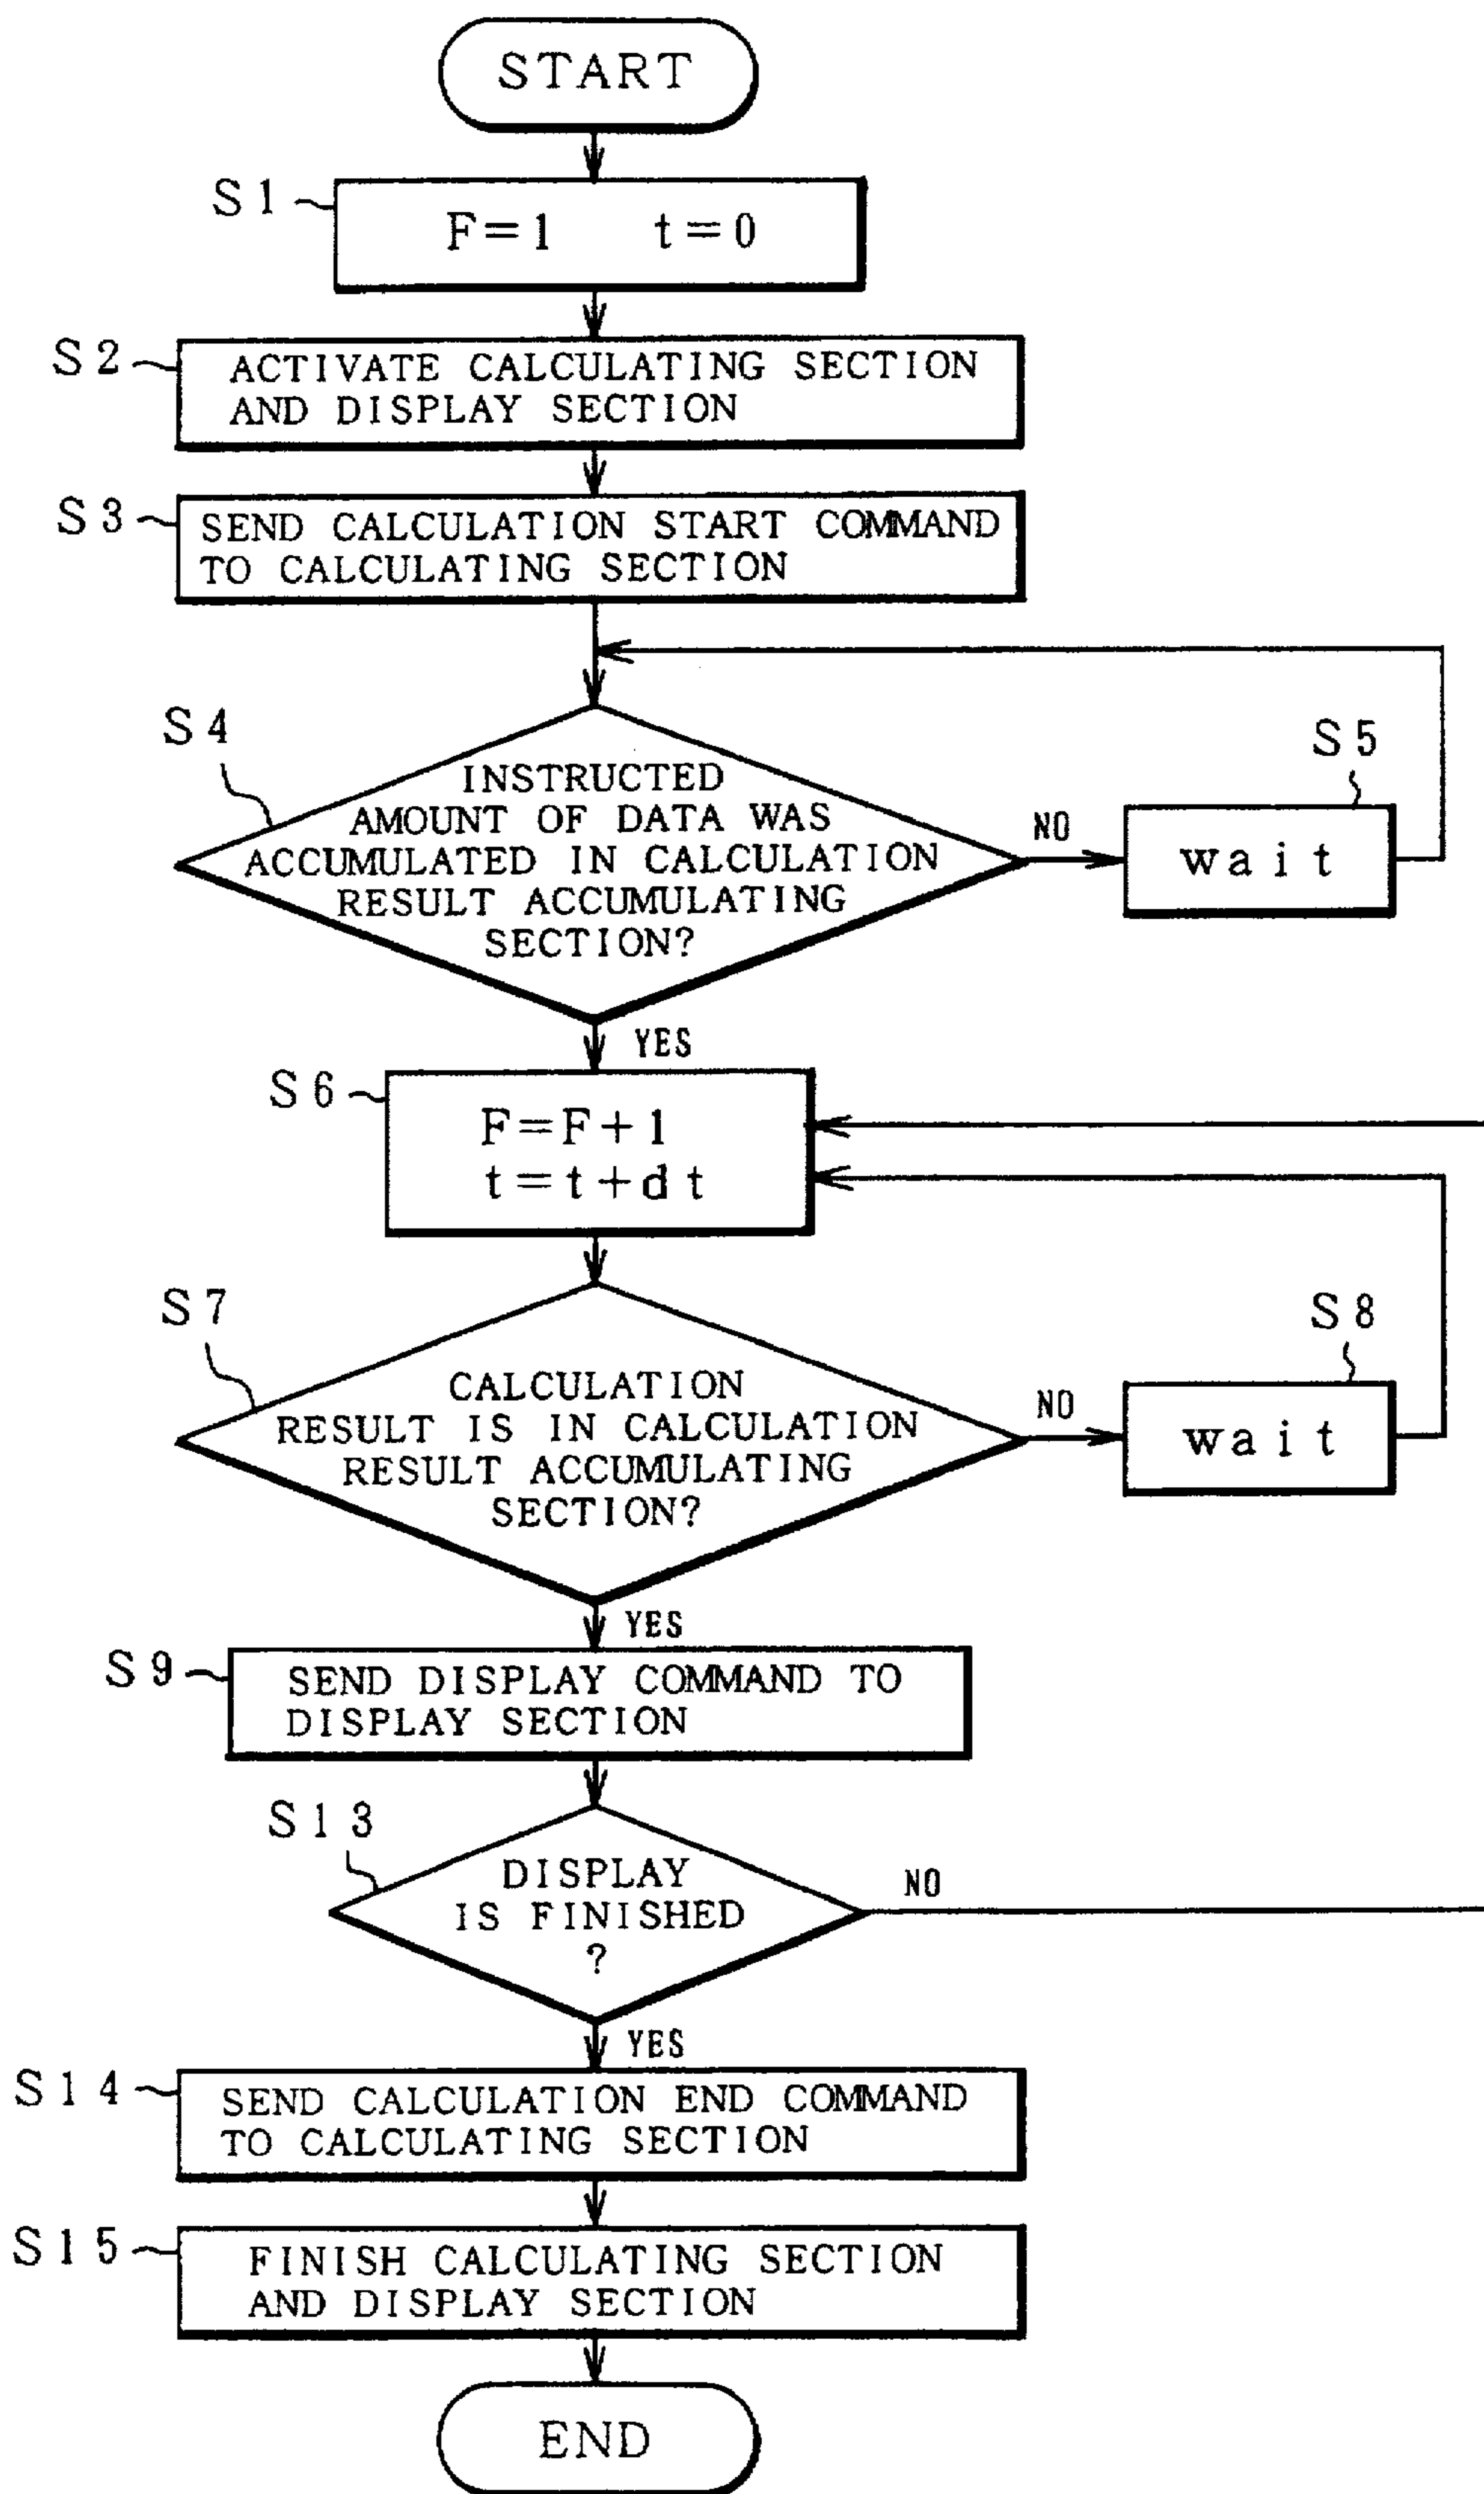 START
S1
F=1 t=0
S2
ACTIVATE CALCULATING SECTION
AND DISPLAY SECTION
S3
SEND CALCULATION START COMMAND
TO CALCULATING SECTION
S4
INSTRUCTED
AMOUNT OF DATA WAS
ACCUMULATED IN CALCULATION
RESULT ACCUMULATING
SECTION?
NO
S5
wait
YES
S6
F=F+1
t=t+dt
S7
CALCULATION
RESULT IS IN CALCULATION
RESULT ACCUMULATING
SECTION?
NO
S8
wait
YES
S9
SEND DISPLAY COMMAND TO
DISPLAY SECTION
S13
DISPLAY
IS FINISHED
?
NO
YES
S14
SEND CALCULATION END COMMAND
TO CALCULATING SECTION
S15
FINISH CALCULATING SECTION
AND DISPLAY SECTION
END